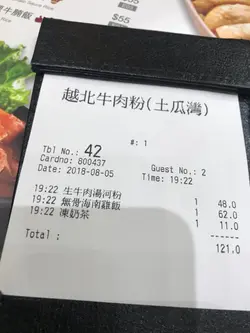 $55
越北牛肉粉(土瓜灣)
#: 1
Tbl No.: 42
Cardno: 800437
Guest No.: 2
Date: 2018-08-05
Time: 19:22
19:22 生牛肉湯河粉 1 48.0
19:22 無骨海南雞飯 1 62.0
19:22 凍奶茶 1 11.0
Total : 121.0